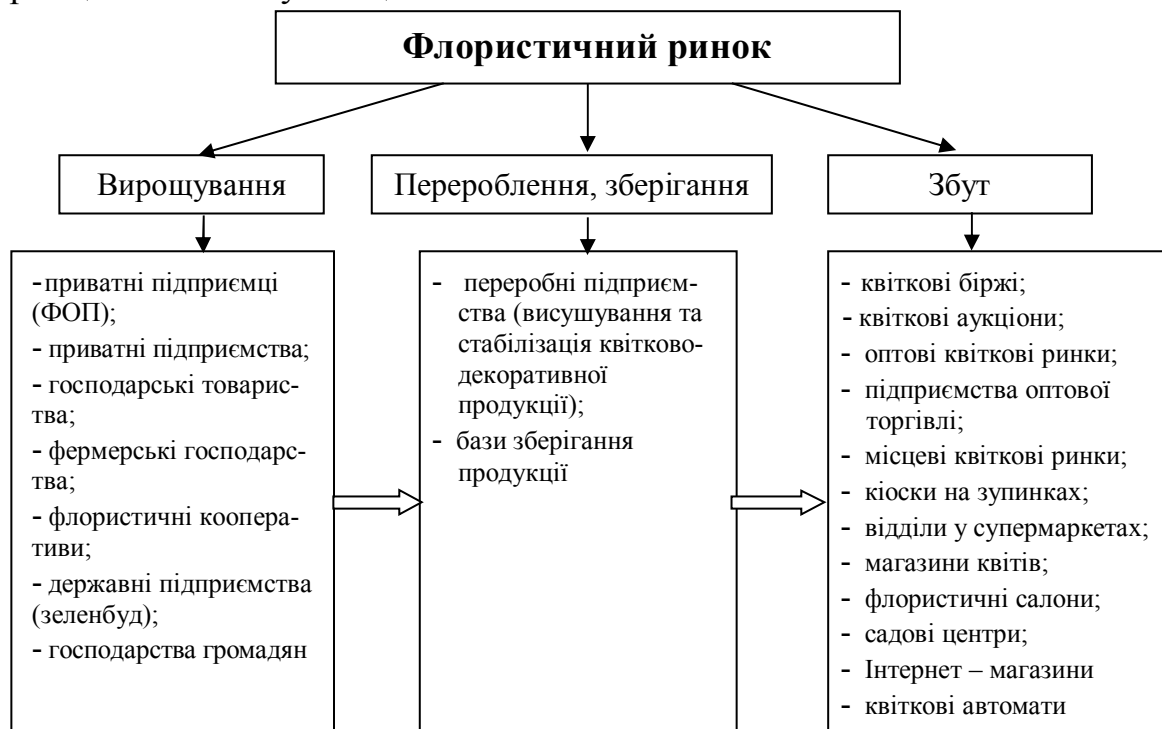 Флористичний ринок
Вирощування
Перероблення, зберігання
Збут
-приватні підприємці
(ФОП);
- приватні підприємства;
- господарські товарис-
тва;
- фермерські господарс-
тва;
- флористичні коопера-
тиви;
- державні підприємства
(зеленбуд);
- господарства громадян
- переробні підприєм-
ства (висушування та
стабілізація квітково-
декоративної
продукції);
- бази зберігання
продукції
- квіткові біржі;
- квіткові аукціони;
- оптові квіткові ринки;
- підприємства оптової
торгівлі;
- місцеві квіткові ринки;
- кіоски на зупинках;
- відділи у супермаркетах;
- магазини квітів;
- флористичні салони;
- садові центри;
- Інтернет – магазини
- квіткові автомати